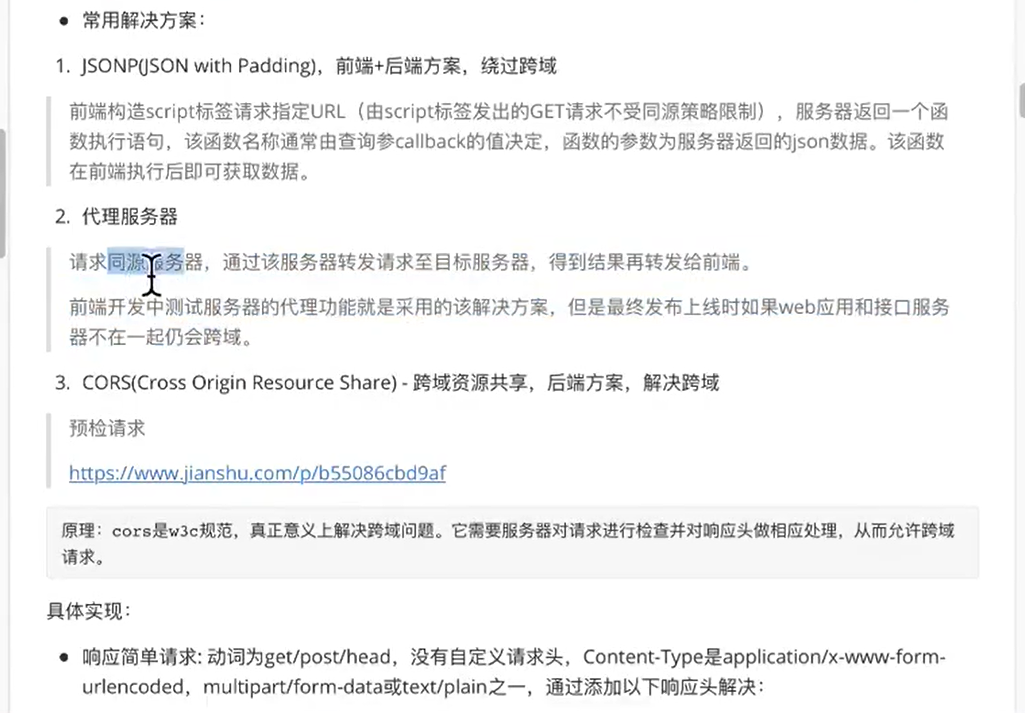 ● 常用解决方案：
1. JSONP(JSON with Padding)，前端+后端方案，绕过跨域
前端构造script标签请求指定URL（由script标签发出的GET请求不受同源策略限制），服务器返回一个函
数执行语句，该函数名称通常由查询参callback的值决定，函数的参数为服务器返回的json数据。该函数
在前端执行后即可获取数据。
2. 代理服务器
请求同源服务器，通过该服务器转发请求至目标服务器，得到结果再转发给前端。
前端开发中测试服务器的代理功能就是采用的该解决方案，但是最终发布上线时如果web应用和接口服务
器不在一起仍会跨域。
3. CORS(Cross Origin Resource Share) - 跨域资源共享，后端方案，解决跨域
预检请求
https://www.jianshu.com/p/b55086cbd9af
原理：cors是w3c规范，真正意义上解决跨域问题。它需要服务器对请求进行检查并对响应头做相应处理，从而允许跨域
请求。
具体实现：
● 响应简单请求: 动词为get/post/head，没有自定义请求头，Content-Type是application/x-www-form-
urlencoded，multipart/form-data或text/plain之一，通过添加以下响应头解决：